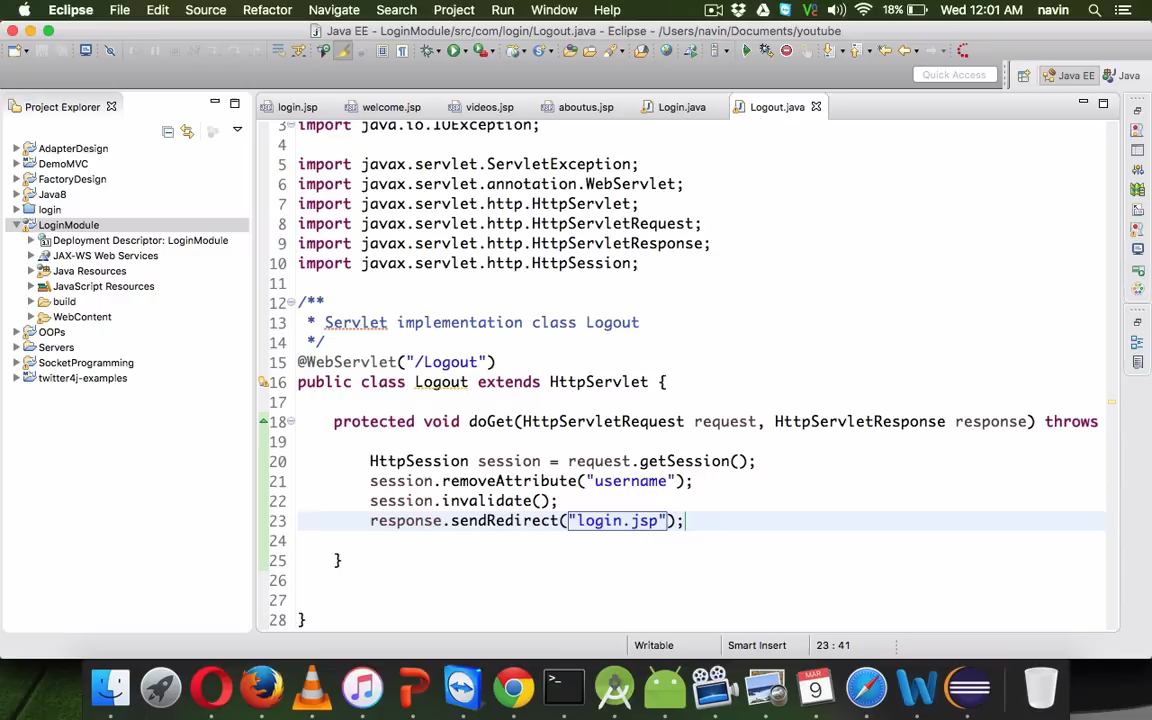 Eclipse File Edit Source Refactor Navigate Search Project Run Window Help 18% Wed 12:01 AM navin
Java EE - LoginModule/src/com/login/Logout.java - Eclipse - /Users/navin/Documents/youtube
Quick Access Java EE Java
Project Explorer
login.jsp welcome.jsp videos.jsp aboutus.jsp Login.java Logout.java
AdapterDesign
DemoMVC
FactoryDesign
Java8
login
LoginModule
Deployment Descriptor: LoginModule
JAX-WS Web Services
Java Resources
JavaScript Resources
build
WebContent
OOPs
Servers
SocketProgramming
twitter4j-examples
3 import java.io.IOException;
4
5 import javax.servlet.ServletException;
6 import javax.servlet.annotation.WebServlet;
7 import javax.servlet.http.HttpServlet;
8 import javax.servlet.http.HttpServletRequest;
9 import javax.servlet.http.HttpServletResponse;
10 import javax.servlet.http.HttpSession;
11
12 /**
13 * Servlet implementation class Logout
14 */
15 @WebServlet("/Logout")
16 public class Logout extends HttpServlet {
17
18 protected void doGet(HttpServletRequest request, HttpServletResponse response) throws
19
20 HttpSession session = request.getSession();
21 session.removeAttribute("username");
22 session.invalidate();
23 response.sendRedirect("login.jsp");
24
25 }
26
27
28 }
Writable Smart Insert 23 : 41